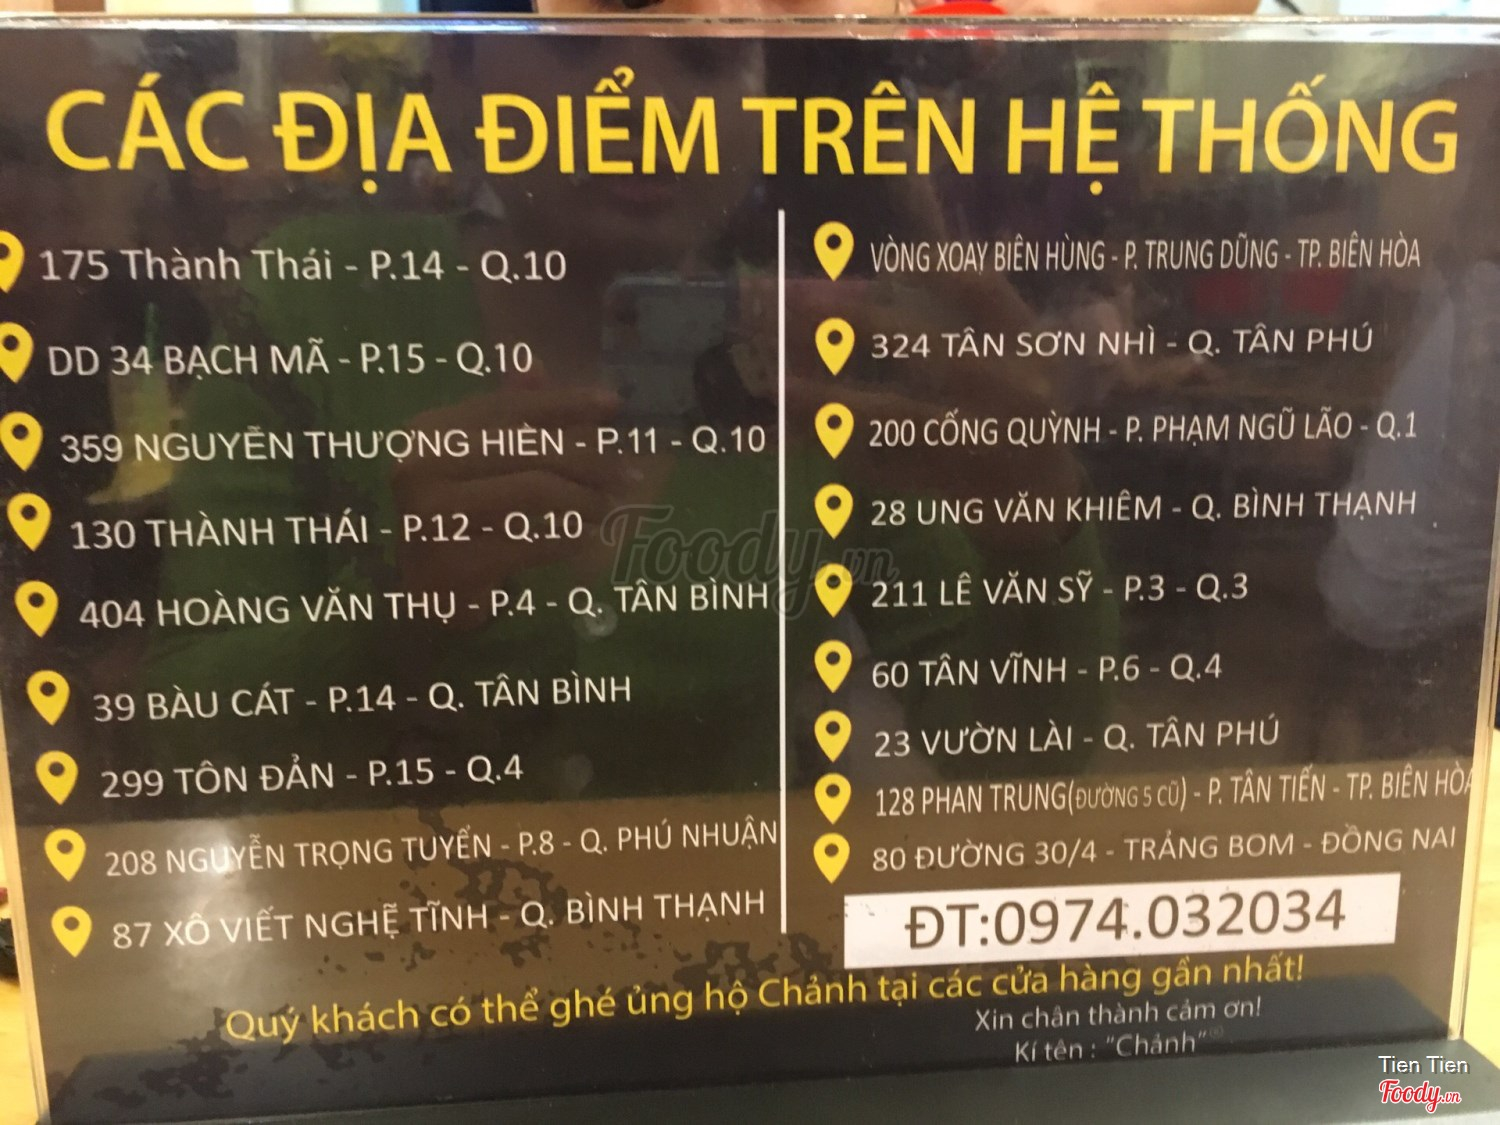 CÁC ĐỊA ĐIỂM TRÊN HỆ THỐNG
175 Thành Thái - P.14 - Q.10
DD 34 BẠCH MÃ - P.15 - Q.10
359 NGUYỄN THƯỢNG HIỀN - P.11 - Q.10
130 THÀNH THÁI - P.12 - Q.10
404 HOÀNG VĂN THỤ - P.4 - Q. TÂN BÌNH
39 BÀU CÁT - P.14 - Q. TÂN BÌNH
299 TÔN ĐẢN - P.15 - Q.4
208 NGUYỄN TRỌNG TUYỂN - P.8 - Q. PHÚ NHUẬN
87 XÔ VIẾT NGHỆ TĨNH - Q. BÌNH THẠNH
VÒNG XOAY BIÊN HÙNG - P. TRUNG DŨNG - TP. BIÊN HÒA
324 TÂN SƠN NHÌ - Q. TÂN PHÚ
200 CỐNG QUỲNH - P. PHẠM NGŨ LÃO - Q.1
28 UNG VĂN KHIÊM - Q. BÌNH THẠNH
211 LÊ VĂN SỸ - P.3 - Q.3
60 TÂN VĨNH - P.6 - Q.4
23 VƯỜN LÀI - Q. TÂN PHÚ
128 PHAN TRUNG(ĐƯỜNG 5 CŨ) - P. TÂN TIẾN - TP. BIÊN HÒA
80 ĐƯỜNG 30/4 - TRẢNG BOM - ĐỒNG NAI
ĐT:0974.032034
Quý khách có thể ghé ủng hộ Chảnh tại các cửa hàng gần nhất!
Xin chân thành cảm ơn!
Kí tên : "Chảnh"
Foody.vn
Tien Tien
Foody.vn